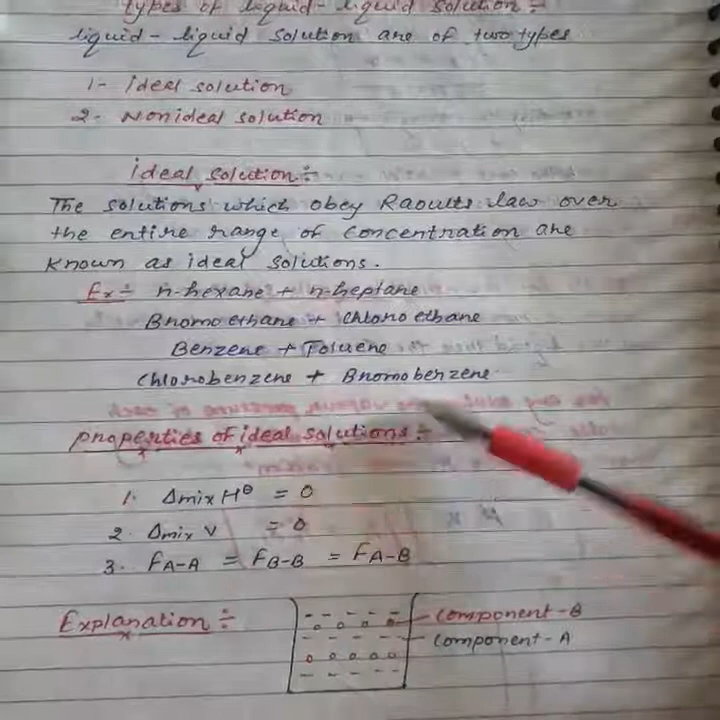 types of liquid-liquid solution÷
liquid-liquid solution are of two types
1- ideal solution
2- Nonideal solution
ideal solution÷
The solutions which obey Raoults law over
the entire range of concentration are
known as ideal solutions.
Ex÷ n-hexane + n-heptane
Bromoethane + chloroethane
Benzene + Toluene
chlorobenzene + Bromobenzene
properties of ideal solutions÷
1. Δmix H⁰ = 0
2. Δmix V = 0
3. FA-A = FB-B = FA-B
Explanation÷
component-B
component-A